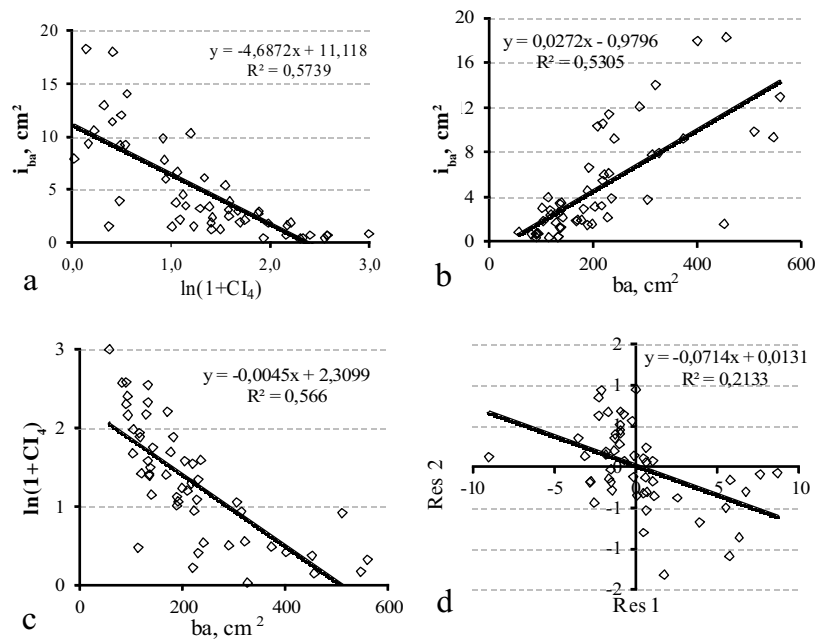 20
15
10
5
0
i_ba, cm²
y = -4,6872x + 11,118
R² = 0,5739
0,0 1,0 2,0 3,0
ln(1+CI₄)
a
20
16
12
8
4
0
i_ba, cm²
y = 0,0272x - 0,9796
R² = 0,5305
0 200 400 600
ba, cm²
b
3
2
1
0
ln(1+CI₄)
y = -0,0045x + 2,3099
R² = 0,566
0 200 400 600
ba, cm²
c
2
1
1
0
-1
-1
-2
Res 2
y = -0,0714x + 0,0131
R² = 0,2133
-10 -5 0 5 10
Res 1
d